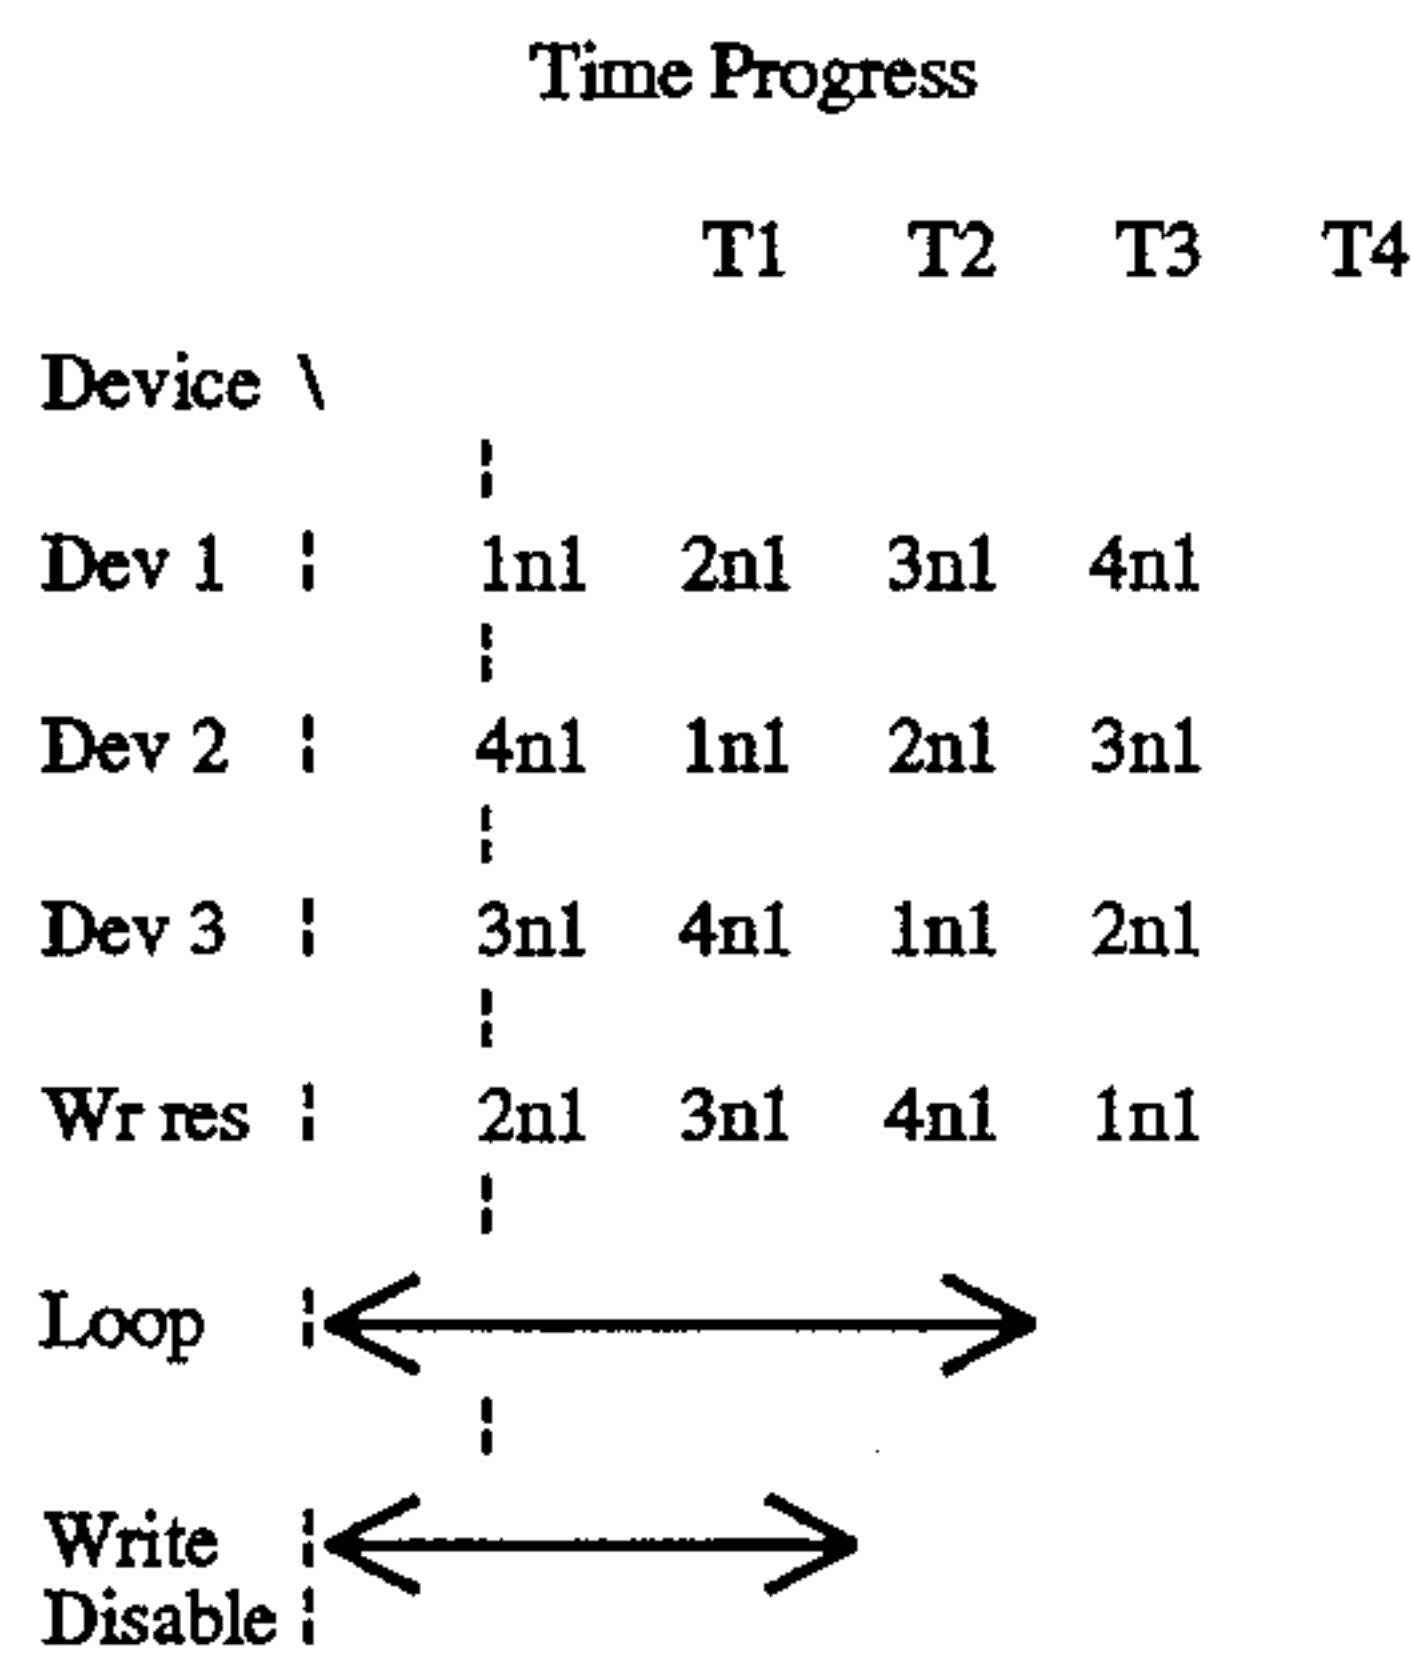 Time Progress
T1 T2 T3 T4
Device \
Dev 1 ¦ 1n1 2n1 3n1 4n1
Dev 2 ¦ 4n1 1n1 2n1 3n1
Dev 3 ¦ 3n1 4n1 1n1 2n1
Wr res ¦ 2n1 3n1 4n1 1n1
Loop ¦
Write ¦
Disable ¦